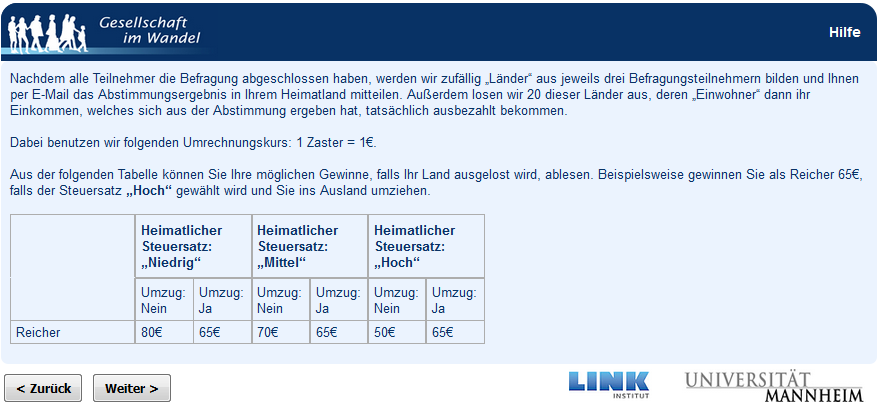 Gesellschaft
im Wandel
Hilfe
Nachdem alle Teilnehmer die Befragung abgeschlossen haben, werden wir zufällig „Länder“ aus jeweils drei Befragungsteilnehmern bilden und Ihnen
per E-Mail das Abstimmungsergebnis in Ihrem Heimatland mitteilen. Außerdem losen wir 20 dieser Länder aus, deren „Einwohner“ dann ihr
Einkommen, welches sich aus der Abstimmung ergeben hat, tatsächlich ausbezahlt bekommen.
Dabei benutzen wir folgenden Umrechnungskurs: 1 Zaster = 1€.
Aus der folgenden Tabelle können Sie Ihre möglichen Gewinne, falls Ihr Land ausgelost wird, ablesen. Beispielsweise gewinnen Sie als Reicher 65€,
falls der Steuersatz „Hoch“ gewählt wird und Sie ins Ausland umziehen.
Heimatlicher Heimatlicher Heimatlicher
Steuersatz: Steuersatz: Steuersatz:
„Niedrig“ „Mittel“ „Hoch“
Umzug: Umzug: Umzug: Umzug: Umzug: Umzug:
Nein Ja Nein Ja Nein Ja
Reicher 80€ 65€ 70€ 65€ 50€ 65€
< Zurück Weiter >
LINK
INSTITUT
UNIVERSITÄT
MANNHEIM